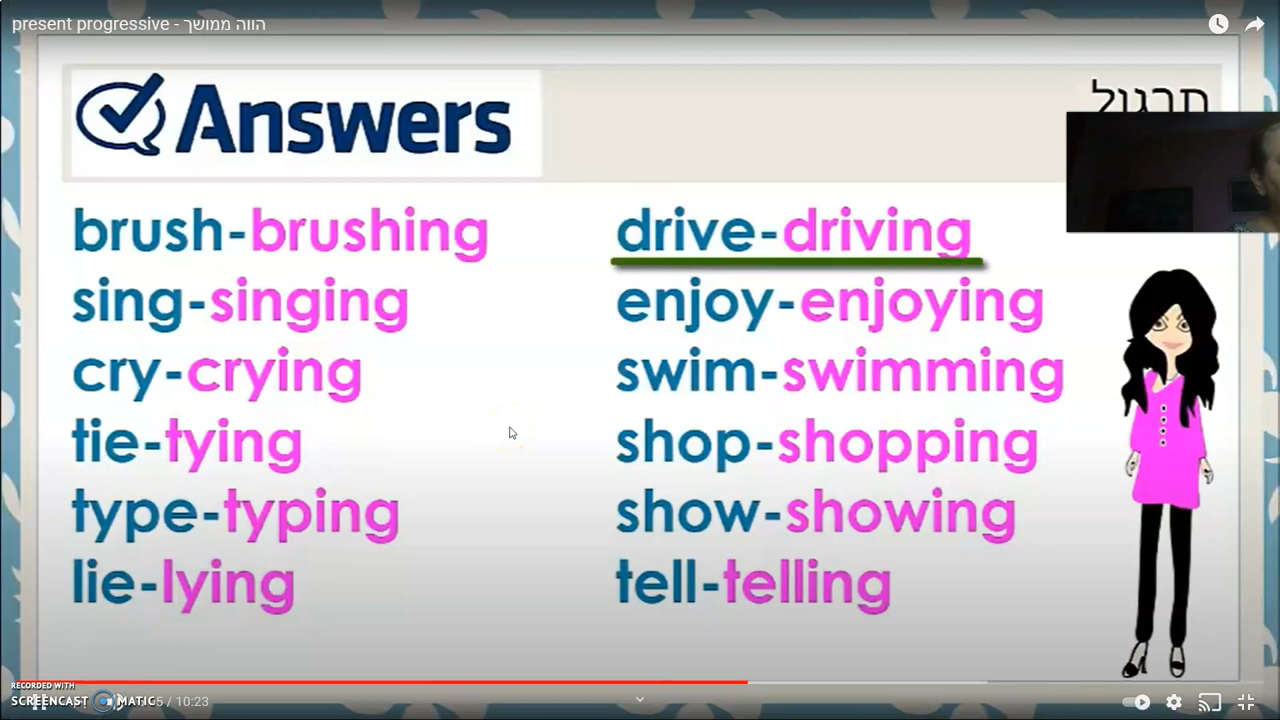 present progressive - הווה ממושך
Answers
תרגול
brush-brushing
sing-singing
cry-crying
tie-tying
type-typing
lie-lying
drive-driving
enjoy-enjoying
swim-swimming
shop-shopping
show-showing
tell-telling
RECORDED WITH
SCREENCAST MATIC
/ 10:23